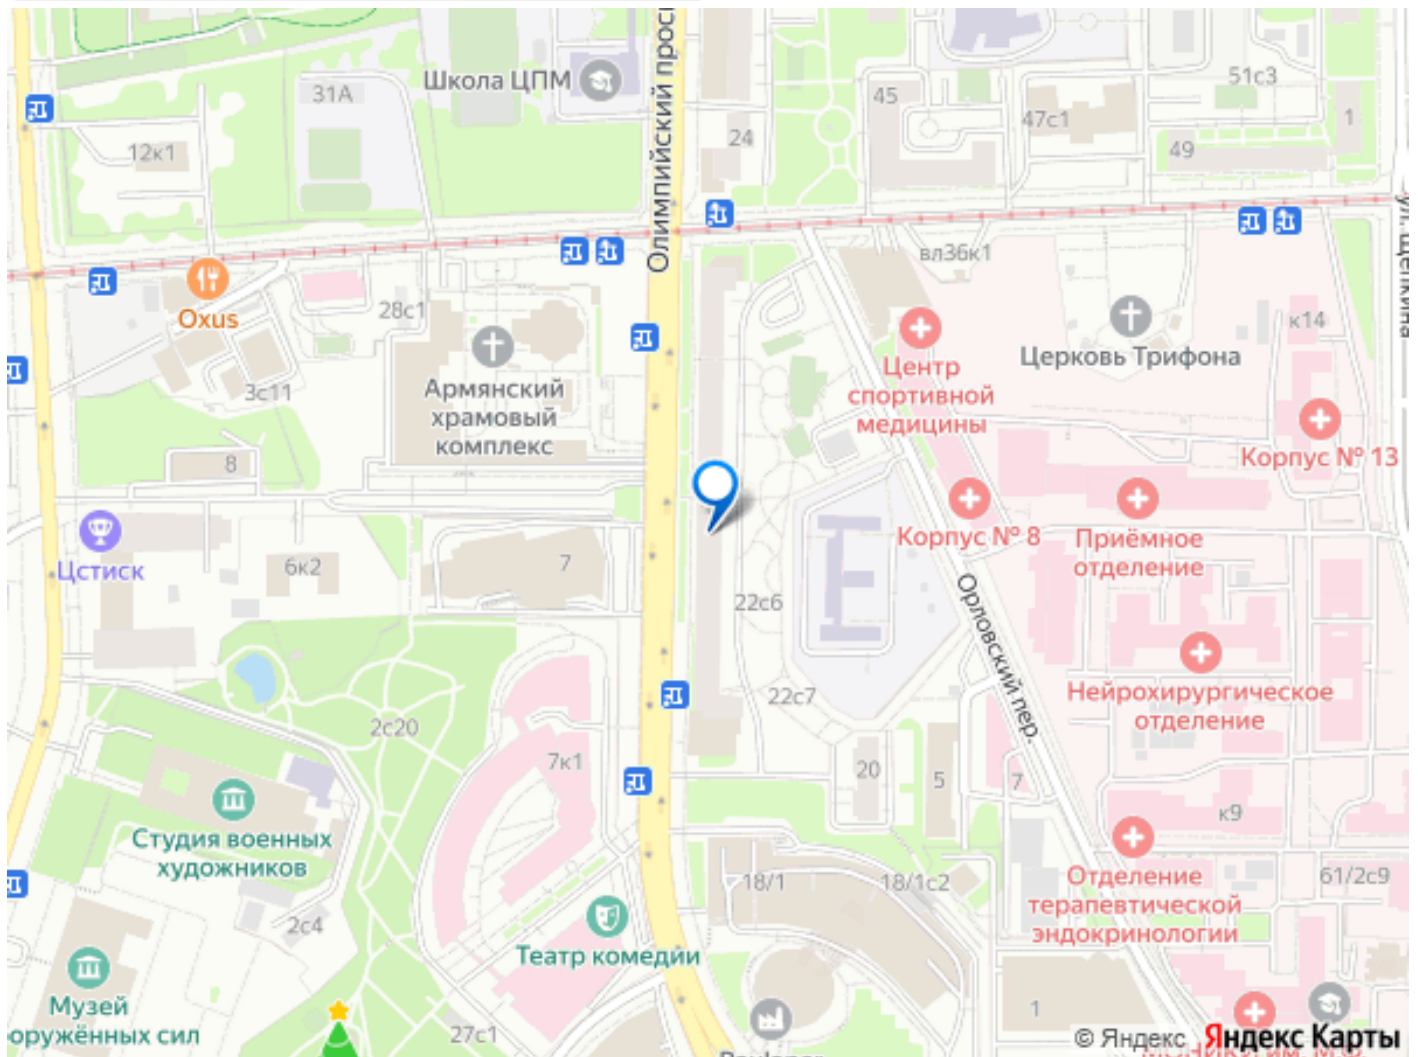 Школа ЦПМ
31А
12к1
Олимпийский прос
24
45
51с3
47с1
1
49
ул. Щепкина
вл36к1
Oxus
28с1
3с11
Армянский
храмовый
комплекс
Центр
спортивной
медицины
Церковь Трифона
к14
Корпус № 13
8
Цстиск
6к2
7
Корпус № 8
Приёмное
отделение
22с6
Орловский пер.
22с7
Нейрохирургическое
отделение
2с20
7к1
20
5
7
к9
Студия военных
художников
2с4
18/1
18/1с2
Отделение
терапевтической
эндокринологии
61/2с9
Театр комедии
Музей
оружённых сил
27с1
1
© Яндекс Яндекс Карты